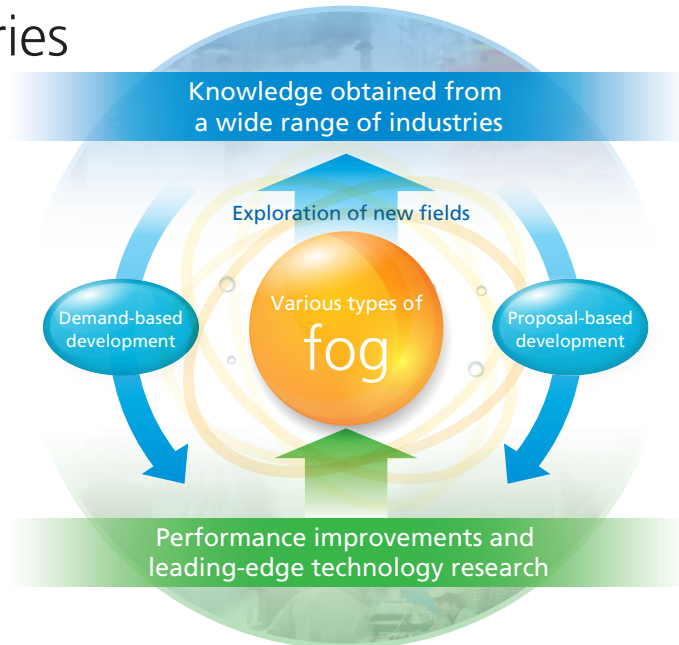 ries
Knowledge obtained from
a wide range of industries
Exploration of new fields
Various types of
fog
Demand-based
development
Proposal-based
development
Performance improvements and
leading-edge technology research